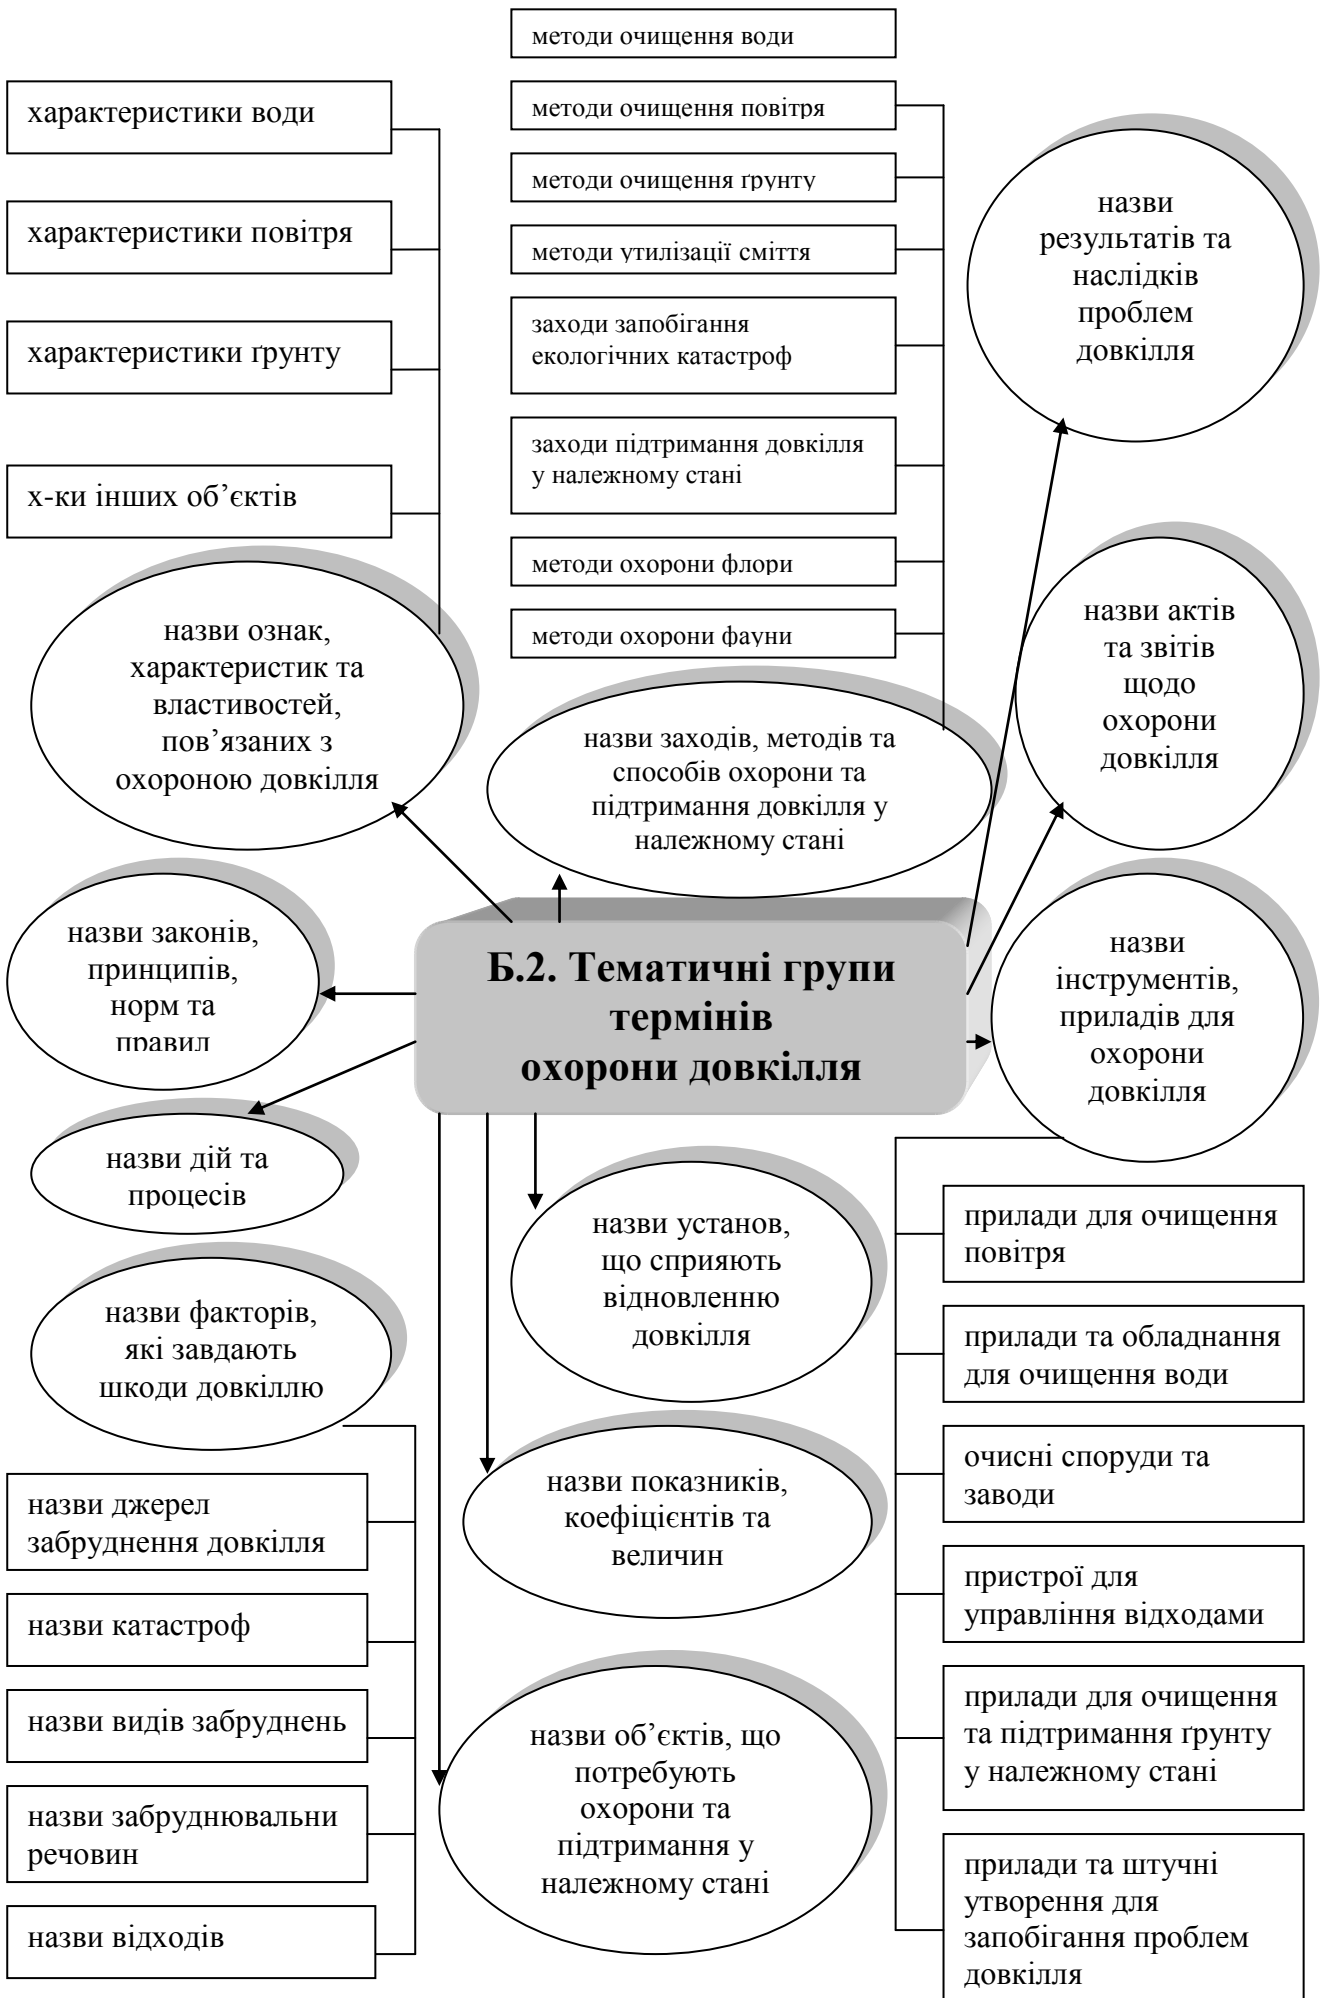 методи очищення води
характеристики води
методи очищення повітря
методи очищення ґрунту
характеристики повітря
методи утилізації сміття
назви
результатів та
наслідків
проблем
довкілля
заходи запобігання
екологічних катастроф
характеристики ґрунту
заходи підтримання довкілля
у належному стані
х-ки інших об’єктів
методи охорони флори
методи охорони фауни
назви ознак,
характеристик та
властивостей,
пов’язаних з
охороною довкілля
назви актів
та звітів
щодо
охорони
довкілля
назви заходів, методів та
способів охорони та
підтримання довкілля у
належному стані
назви законів,
принципів,
норм та
правил
Б.2. Тематичні групи
термінів
охорони довкілля
назви
інструментів,
приладів для
охорони
довкілля
назви дій та
процесів
назви установ,
що сприяють
відновленню
довкілля
прилади для очищення
повітря
назви факторів,
які завдають
шкоди довкіллю
прилади та обладнання
для очищення води
назви показників,
коефіцієнтів та
величин
очисні споруди та
заводи
назви джерел
забруднення довкілля
пристрої для
управління відходами
назви катастроф
назви видів забруднень
назви об’єктів, що
потребують
охорони та
підтримання у
належному стані
прилади для очищення
та підтримання ґрунту
у належному стані
назви забруднювальни
речовин
назви відходів
прилади та штучні
утворення для
запобігання проблем
довкілля